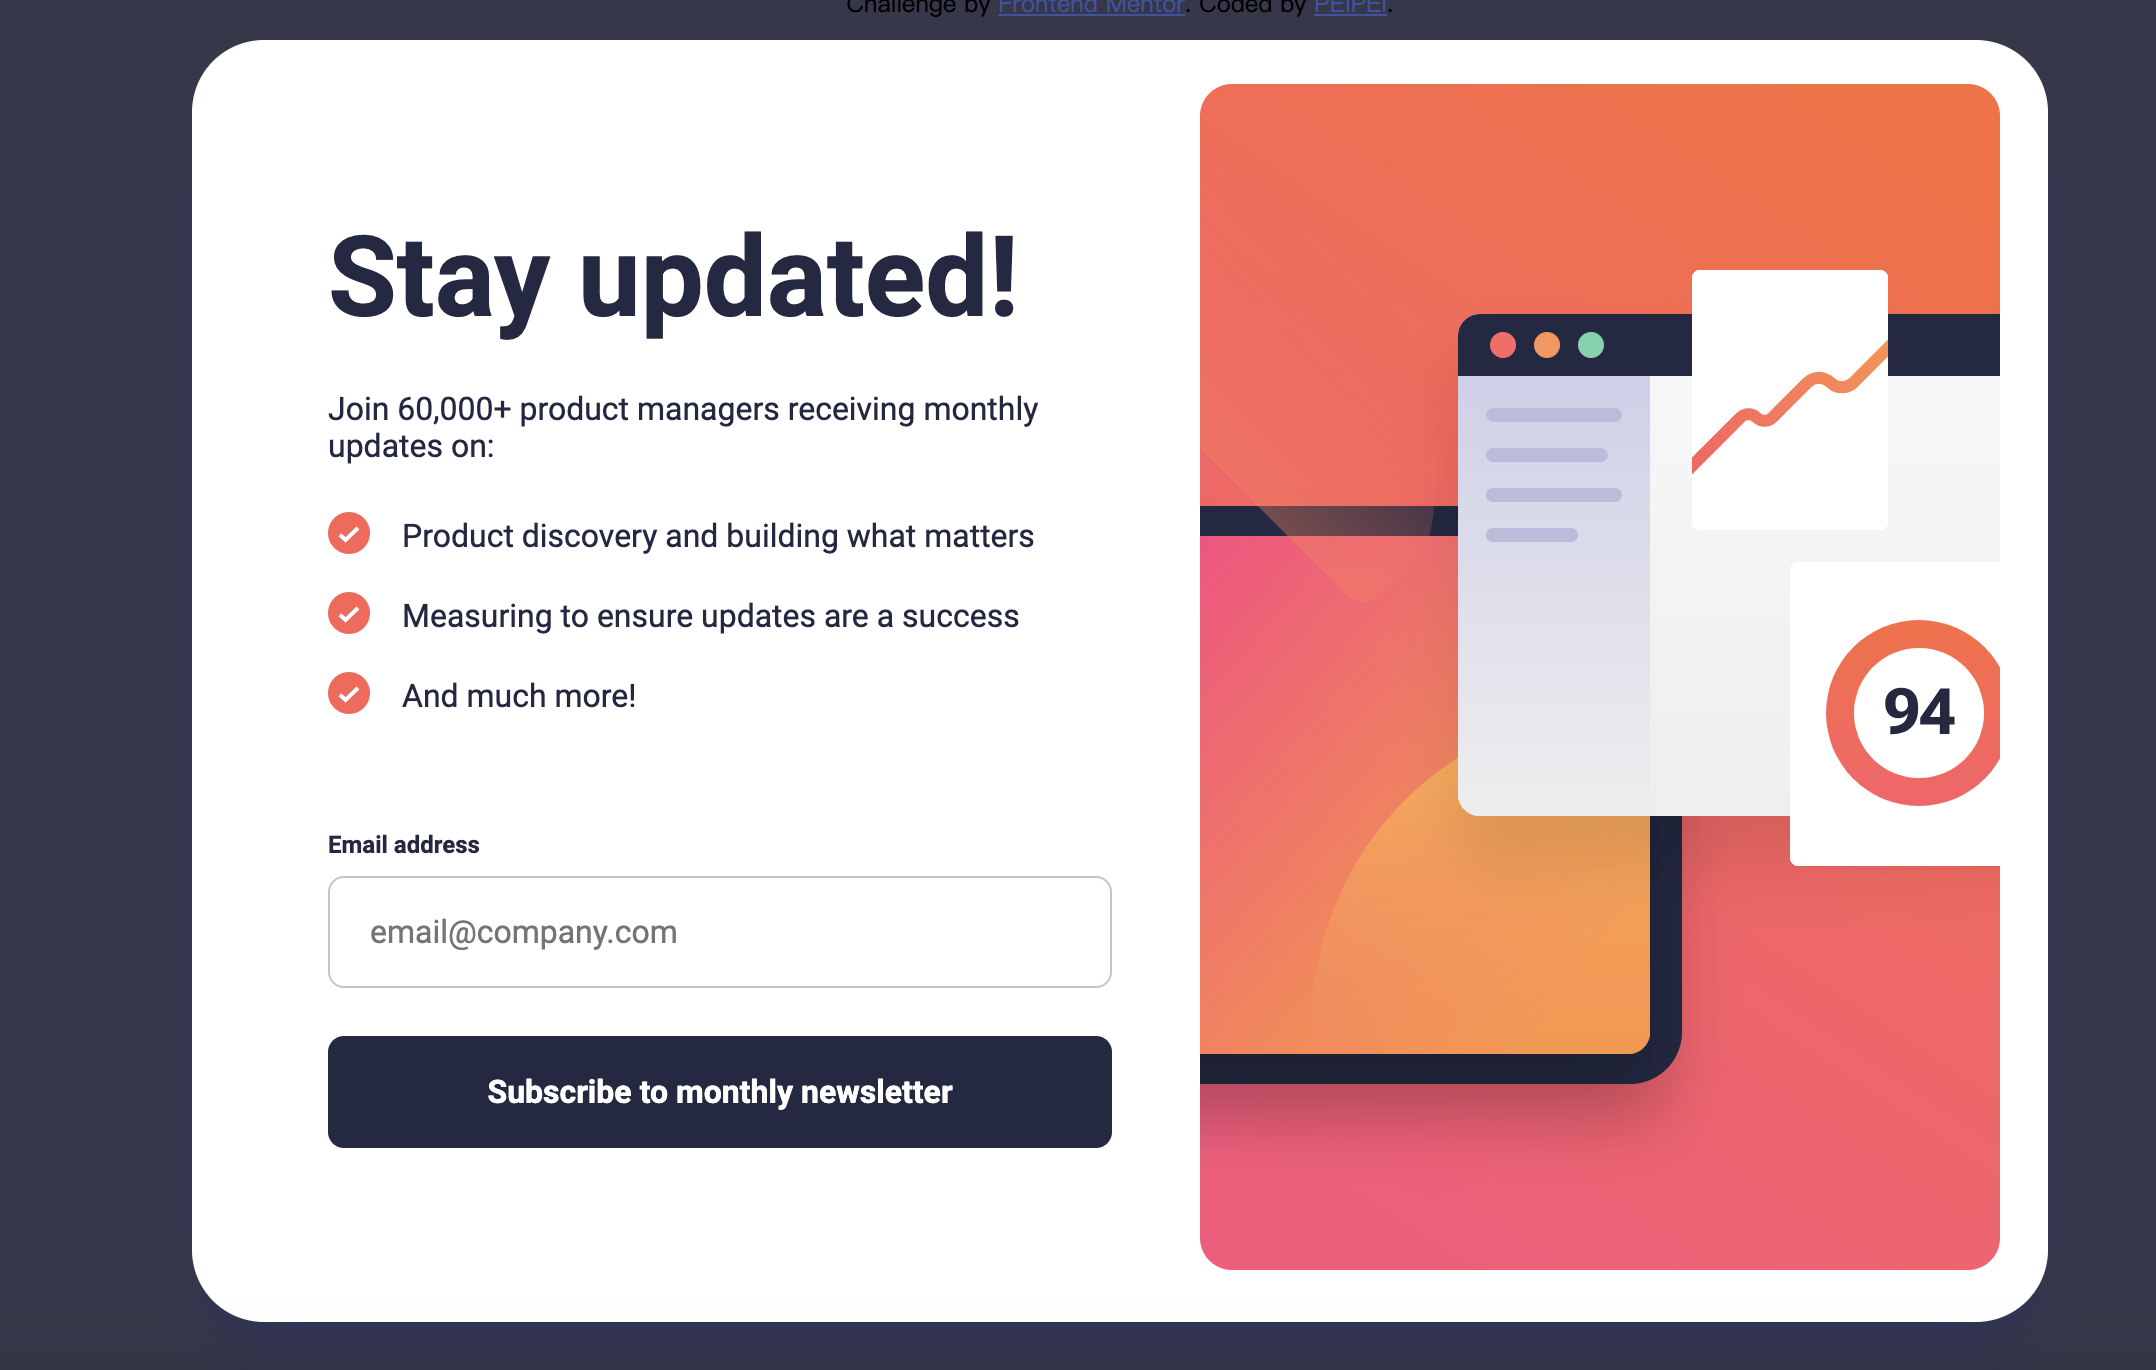 Challenge by Frontend Mentor. Coded by PEIPEI.
Stay updated!
Join 60,000+ product managers receiving monthly
updates on:
Product discovery and building what matters
Measuring to ensure updates are a success
And much more!
Email address
email@company.com
Subscribe to monthly newsletter
94